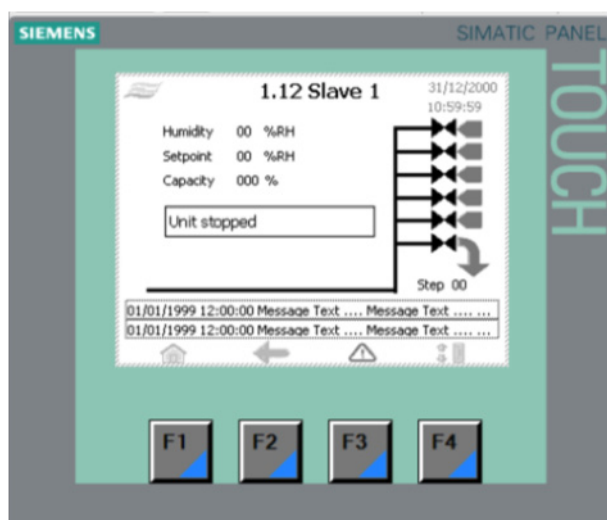 SIEMENS
SIMATIC PANEL
TOUCH
1.12 Slave 1
31/12/2000
10:59:59
Humidity 00 %RH
Setpoint 00 %RH
Capacity 000 %
Unit stopped
Step 00
01/01/1999 12:00:00 Message Text .... Message Text .... ...
01/01/1999 12:00:00 Message Text .... Message Text .... ...
F1 F2 F3 F4